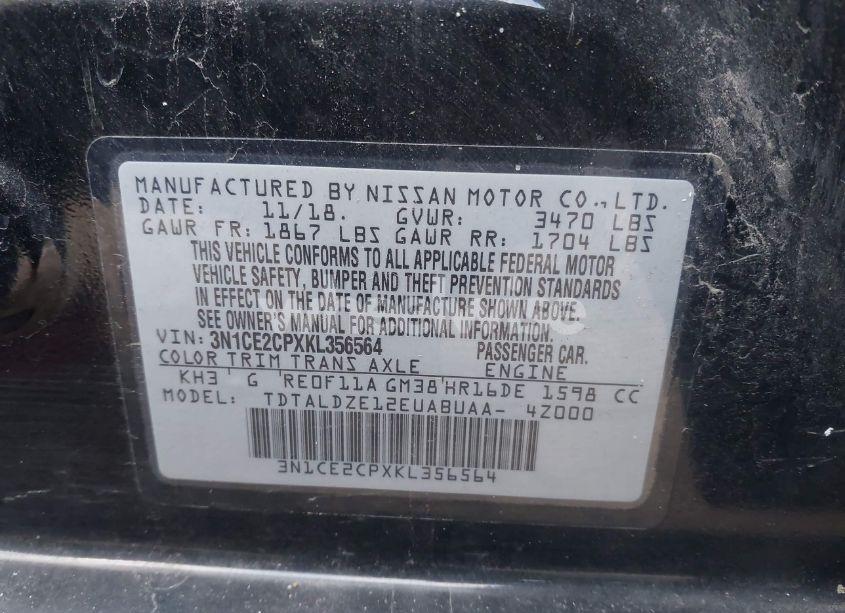 MANUFACTURED BY NISSAN MOTOR CO., LTD.
DATE: 11/18. GVWR: 3470 LBS
GAWR FR: 1867 LBS GAWR RR: 1704 LBS
THIS VEHICLE CONFORMS TO ALL APPLICABLE FEDERAL MOTOR
VEHICLE SAFETY, BUMPER AND THEFT PREVENTION STANDARDS
IN EFFECT ON THE DATE OF MANUFACTURE SHOWN ABOVE.
SEE OWNER'S MANUAL FOR ADDITIONAL INFORMATION.
VIN: 3N1CE2CPXKL356564 PASSENGER CAR.
COLOR TRIM TRANS AXLE ENGINE
KH3 G RE0F11A GM38 HR16DE 1598 CC
MODEL: TDTALDZE12EUABUAA- 4Z000
3N1CE2CPXKL356564